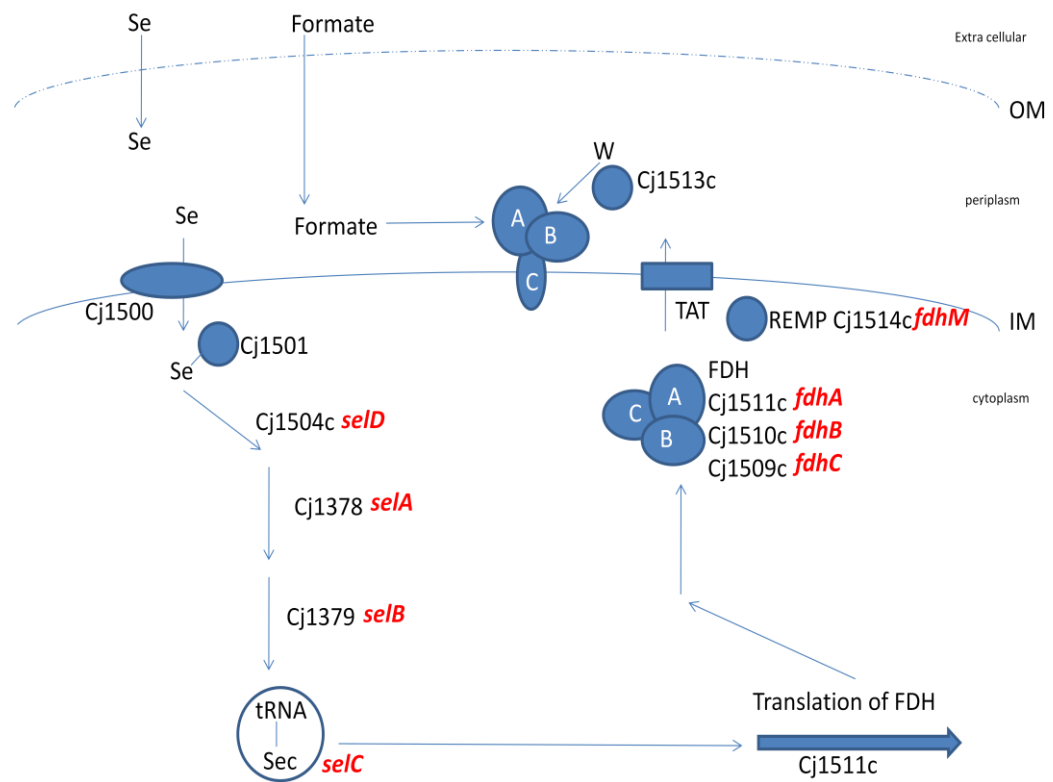 Se
Formate
Extra cellular
OM
Se
W
Cj1513c
periplasm
Se
Formate
A
B
C
Cj1500
TAT
REMP Cj1514c fdhM
IM
Cj1501
Se
FDH
cytoplasm
A
C
B
Cj1511c fdhA
Cj1510c fdhB
Cj1509c fdhC
Cj1504c selD
Cj1378 selA
Cj1379 selB
tRNA
Sec
selC
Translation of FDH
Cj1511c